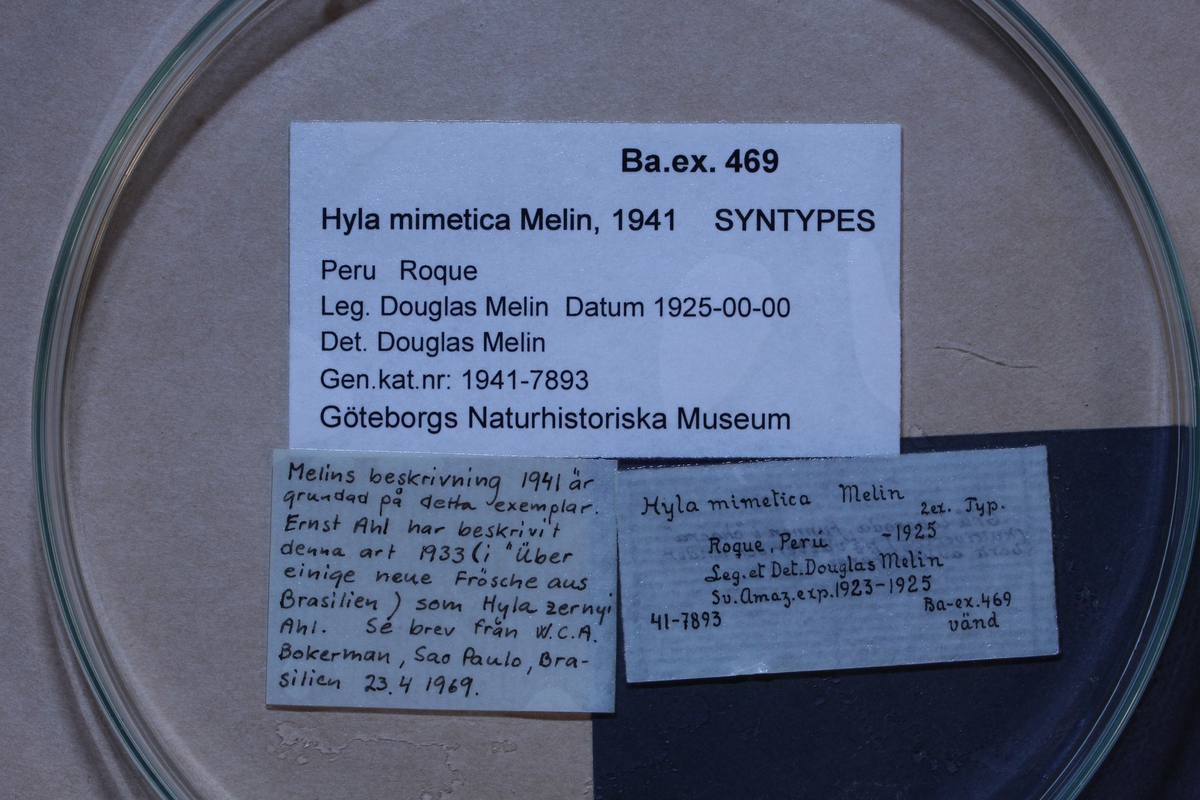 Ba.ex. 469
Hyla mimetica Melin, 1941 SYNTYPES
Peru Roque
Leg. Douglas Melin Datum 1925-00-00
Det. Douglas Melin
Gen.kat.nr: 1941-7893
Göteborgs Naturhistoriska Museum
Melins beskrivning 1941 är
grundad på detta exemplar.
Ernst Ahl har beskrivit
denna art 1933 (i "Über
einige neue Frösche aus
Brasilien) som Hyla zernyi
Ahl. Se brev från W.C.A.
Bokerman, Sao Paulo, Bra-
silien 23.4 1969.
Hyla mimetica Melin
2ex. Typ.
Roque, Perú -1925
Leg. et Det. Douglas Melin
Sv. Amaz. exp. 1923-1925
41-7893 Ba-ex. 469
vänd